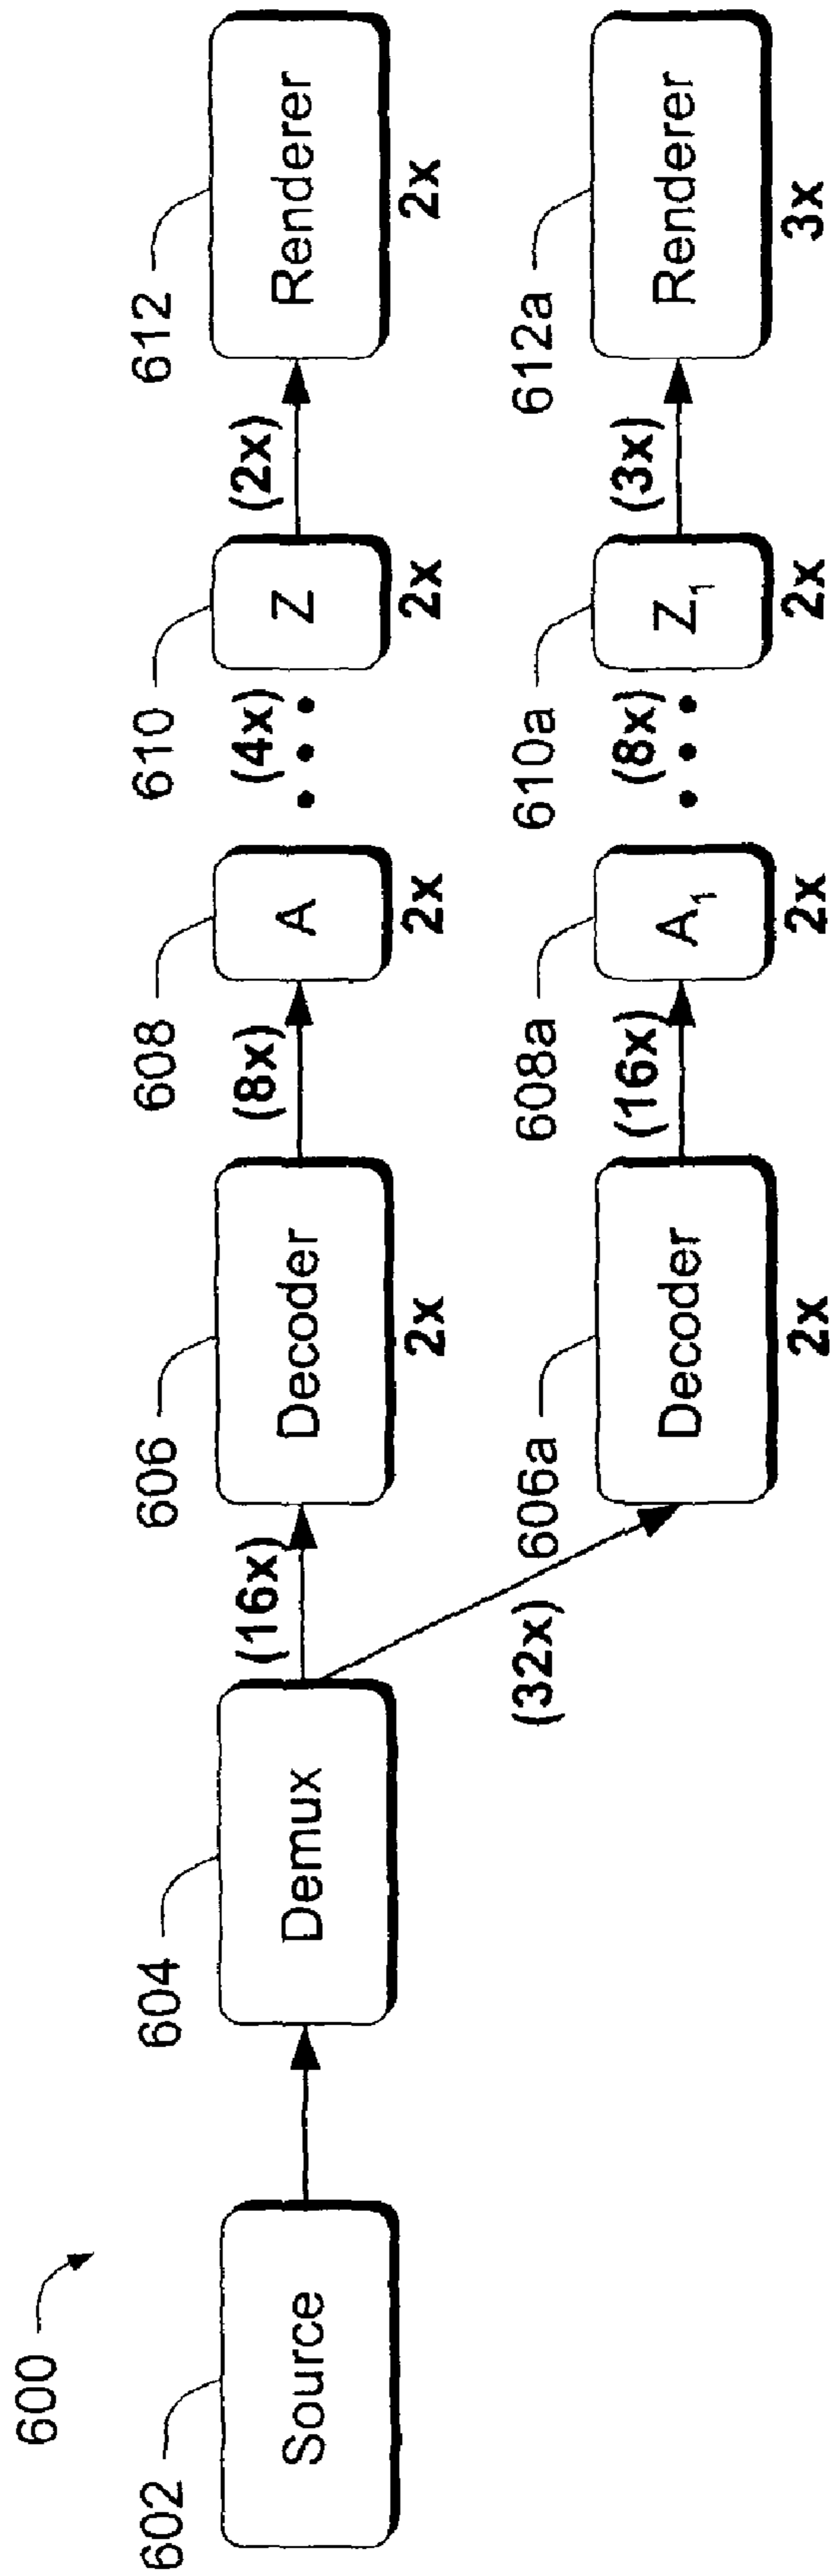 600
602
Source
604
Demux
(16x)
606
Decoder
2x
(8x)
608
A
2x
(4x)
610
Z
2x
(2x)
612
Renderer
2x
(32x)
606a
Decoder
2x
(16x)
608a
A₁
2x
(8x)
610a
Z₁
2x
(3x)
612a
Renderer
3x